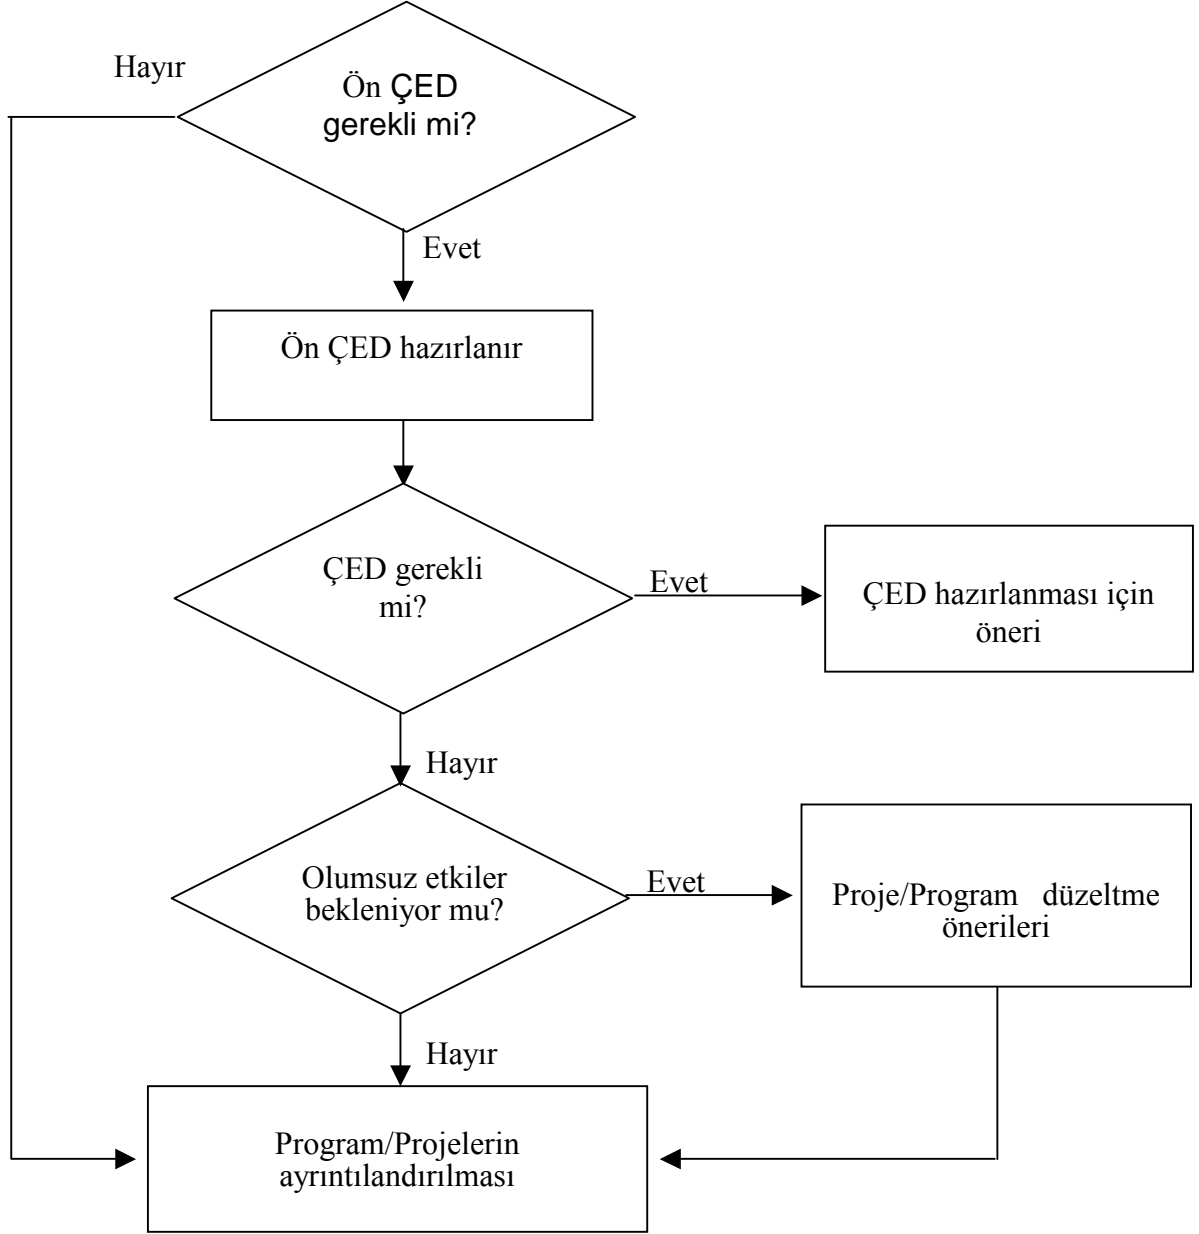 Hayır
Ön ÇED
gerekli mi?
Evet
Ön ÇED hazırlanır
ÇED gerekli
mi?
Evet
ÇED hazırlanması için
öneri
Hayır
Olumsuz etkiler
bekleniyor mu?
Evet
Proje/Program düzeltme
önerileri
Hayır
Program/Projelerin
ayrıntılandırılması